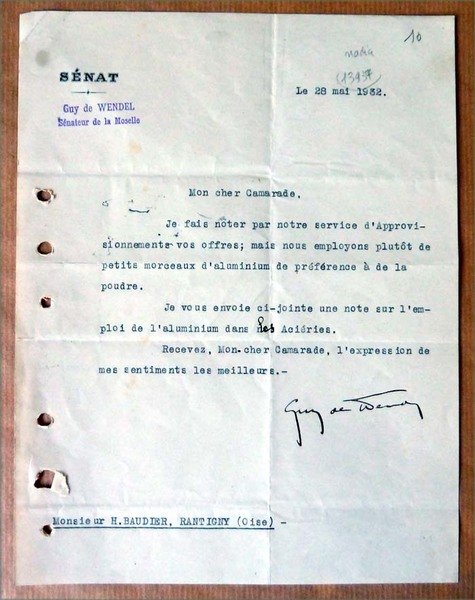 10
(13937)
SÉNAT
Guy de WENDEL
Sénateur de la Moselle
Le 28 mai 1932.
Mon cher Camarade,
Je fais noter par notre service d'Approvi-
sionnements vos offres; mais nous employons plutôt de
petits morceaux d'aluminium de préférence à de la
poudre.
Je vous envoie ci-jointe une note sur l'em-
ploi de l'aluminium dans les Aciéries.
Recevez, Mon cher Camarade, l'expression de
mes sentiments les meilleurs.-
Guy de Wendel
Monsieur H.BAUDIER, RANTIGNY (Oise) -